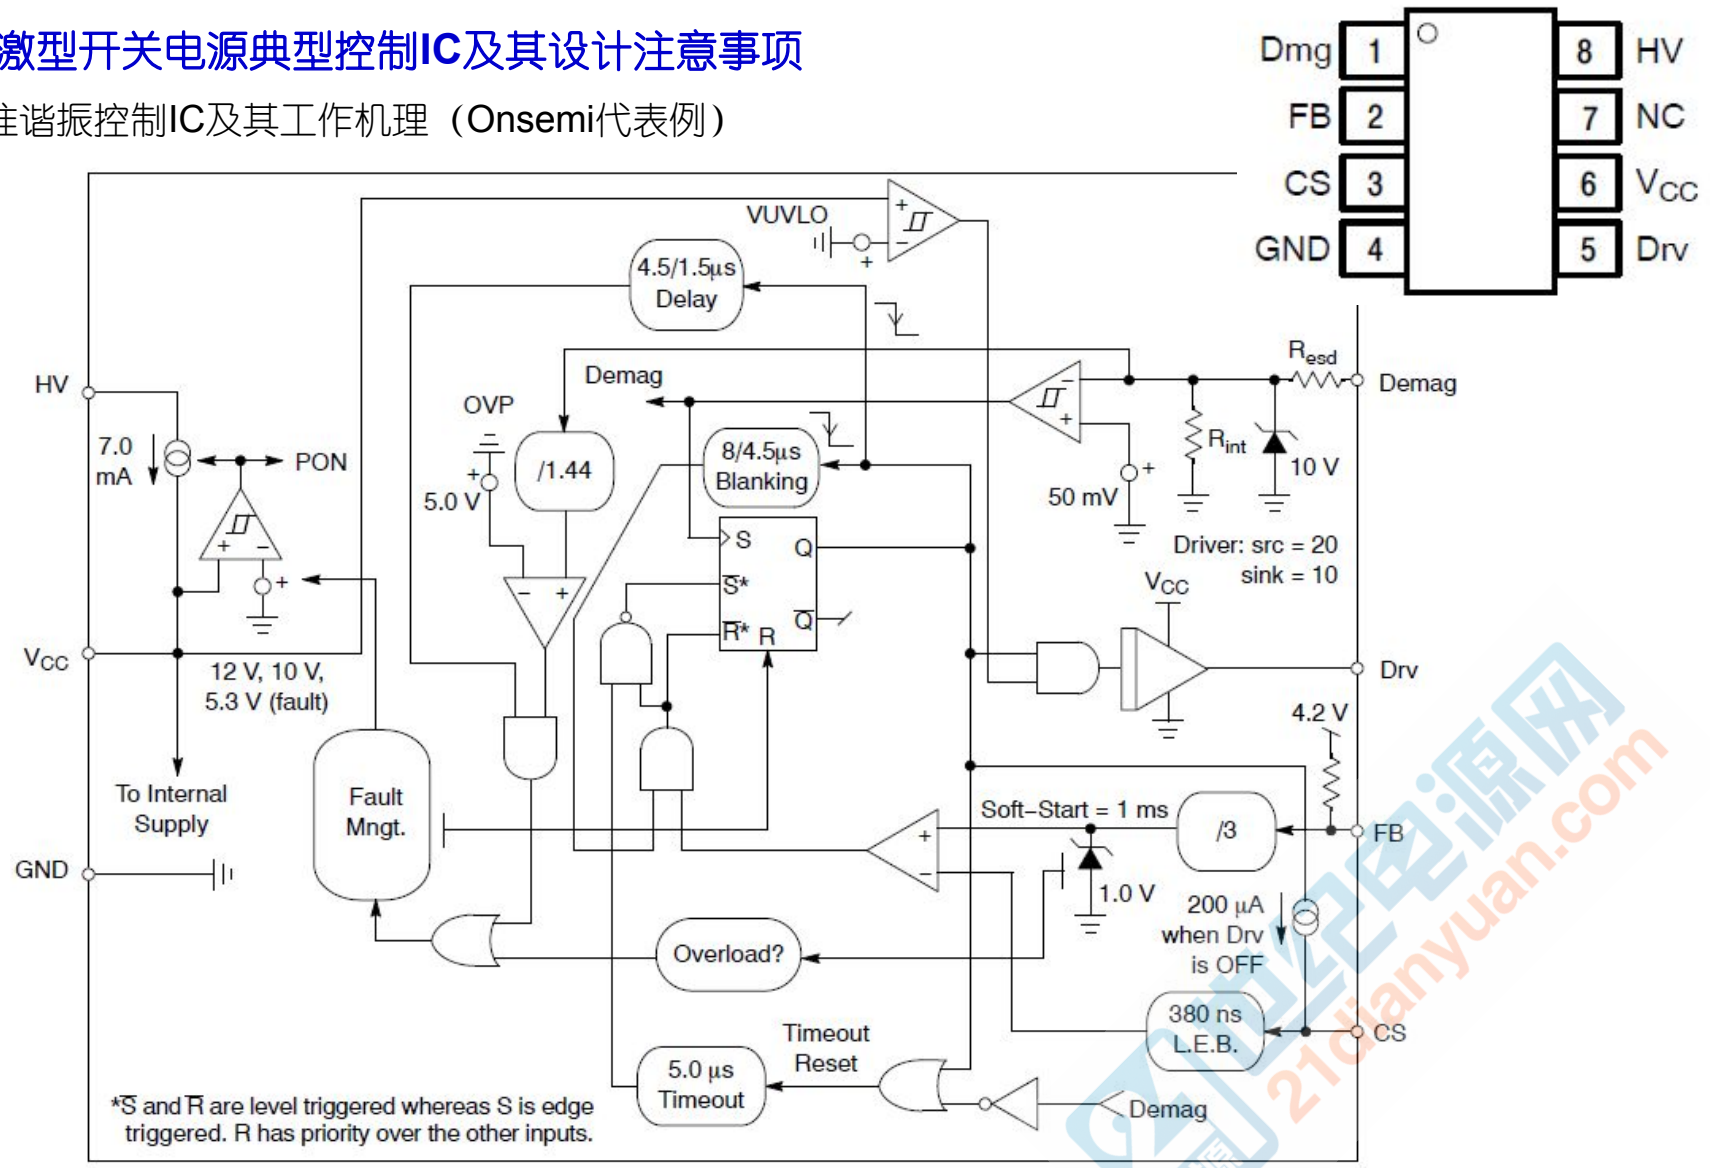 激型开关电源典型控制IC及其设计注意事项
准谐振控制IC及其工作机理（Onsemi代表例）
Dmg 1
FB 2
CS 3
GND 4
8 HV
7 NC
6 VCC
5 Drv
VUVLO
+
−
+
4.5/1.5µs
Delay
Demag
−
+
Resd
Demag
Rint
10 V
+
50 mV
HV
7.0
mA
PON
+ −
+
OVP
+
5.0 V
/1.44
8/4.5µs
Blanking
S
Q
S*
Q
R* R
− +
Driver: src = 20
sink = 10
VCC
Drv
VCC
12 V, 10 V,
5.3 V (fault)
To Internal
Supply
Fault
Mngt.
GND
4.2 V
Soft−Start = 1 ms
/3
FB
+
−
1.0 V
200 µA
when Drv
is OFF
Overload?
380 ns
L.E.B.
CS
Timeout
Reset
5.0 µs
Timeout
Demag
*S and R are level triggered whereas S is edge
triggered. R has priority over the other inputs.
世纪电源网
21dianyuan.com